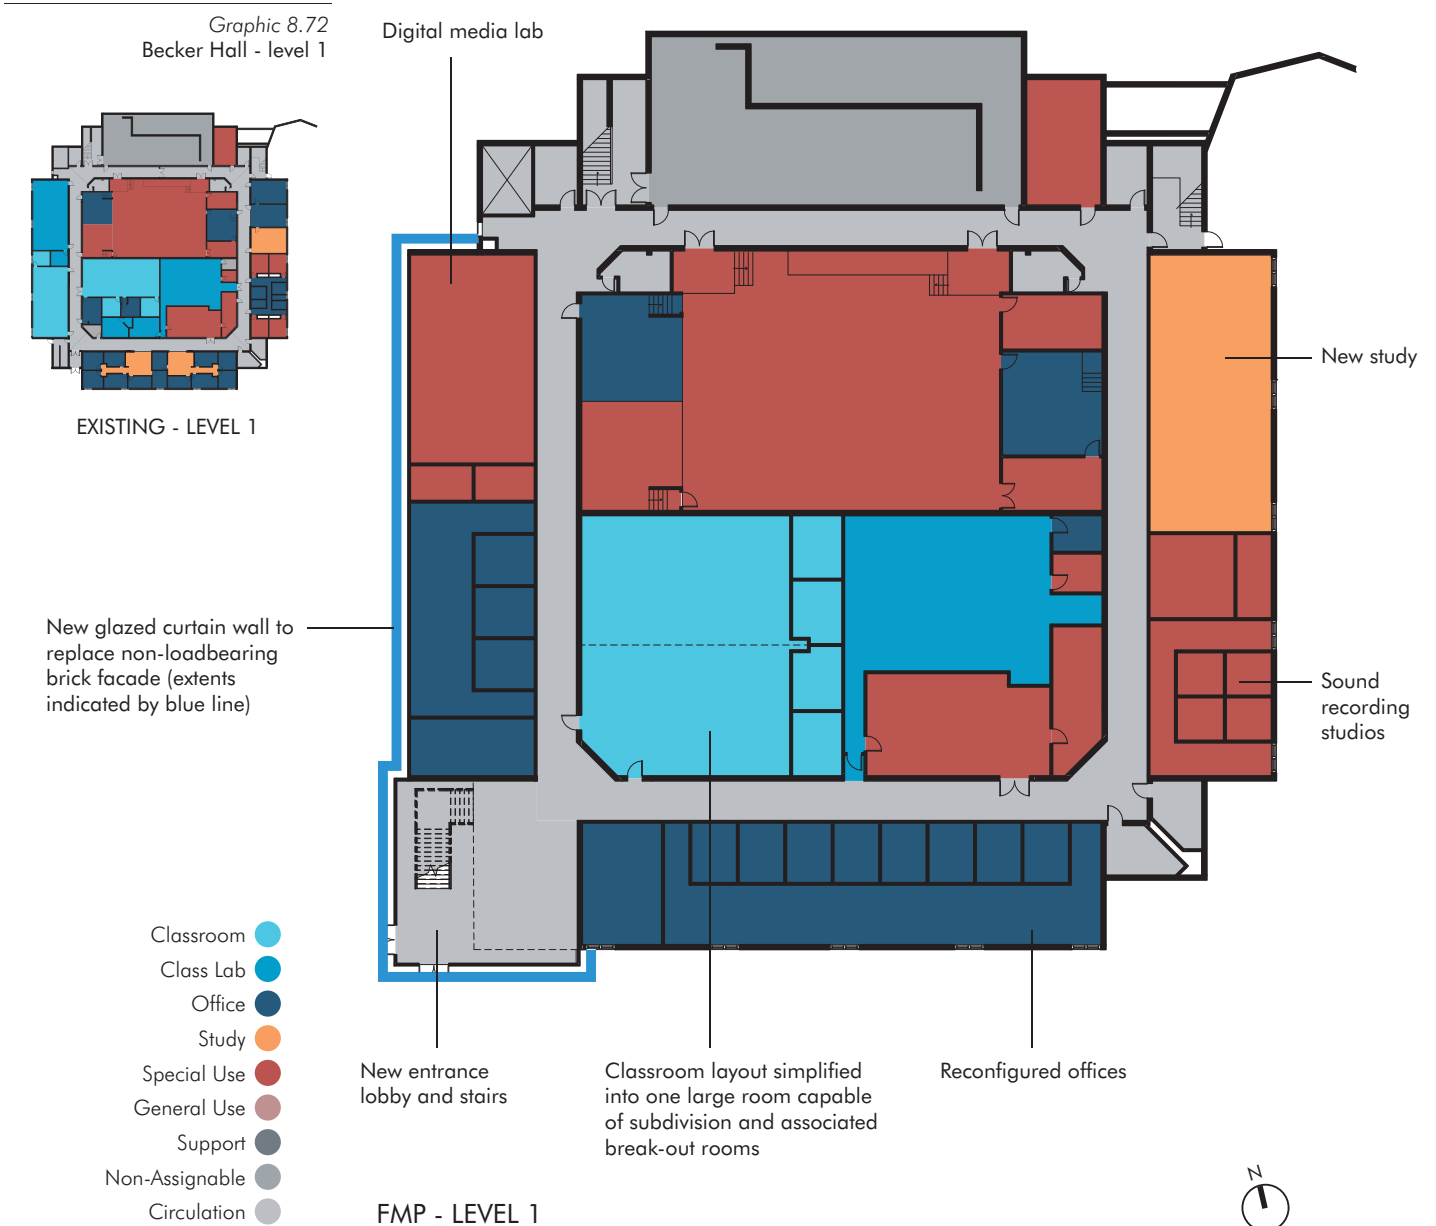 Graphic 8.72
Becker Hall - level 1
Digital media lab
EXISTING - LEVEL 1
New study
New glazed curtain wall to
replace non-loadbearing
brick facade (extents
indicated by blue line)
Sound
recording
studios
Classroom
Class Lab
Office
Study
Special Use
General Use
Support
Non-Assignable
Circulation
New entrance
lobby and stairs
Classroom layout simplified
into one large room capable
of subdivision and associated
break-out rooms
Reconfigured offices
N
FMP - LEVEL 1